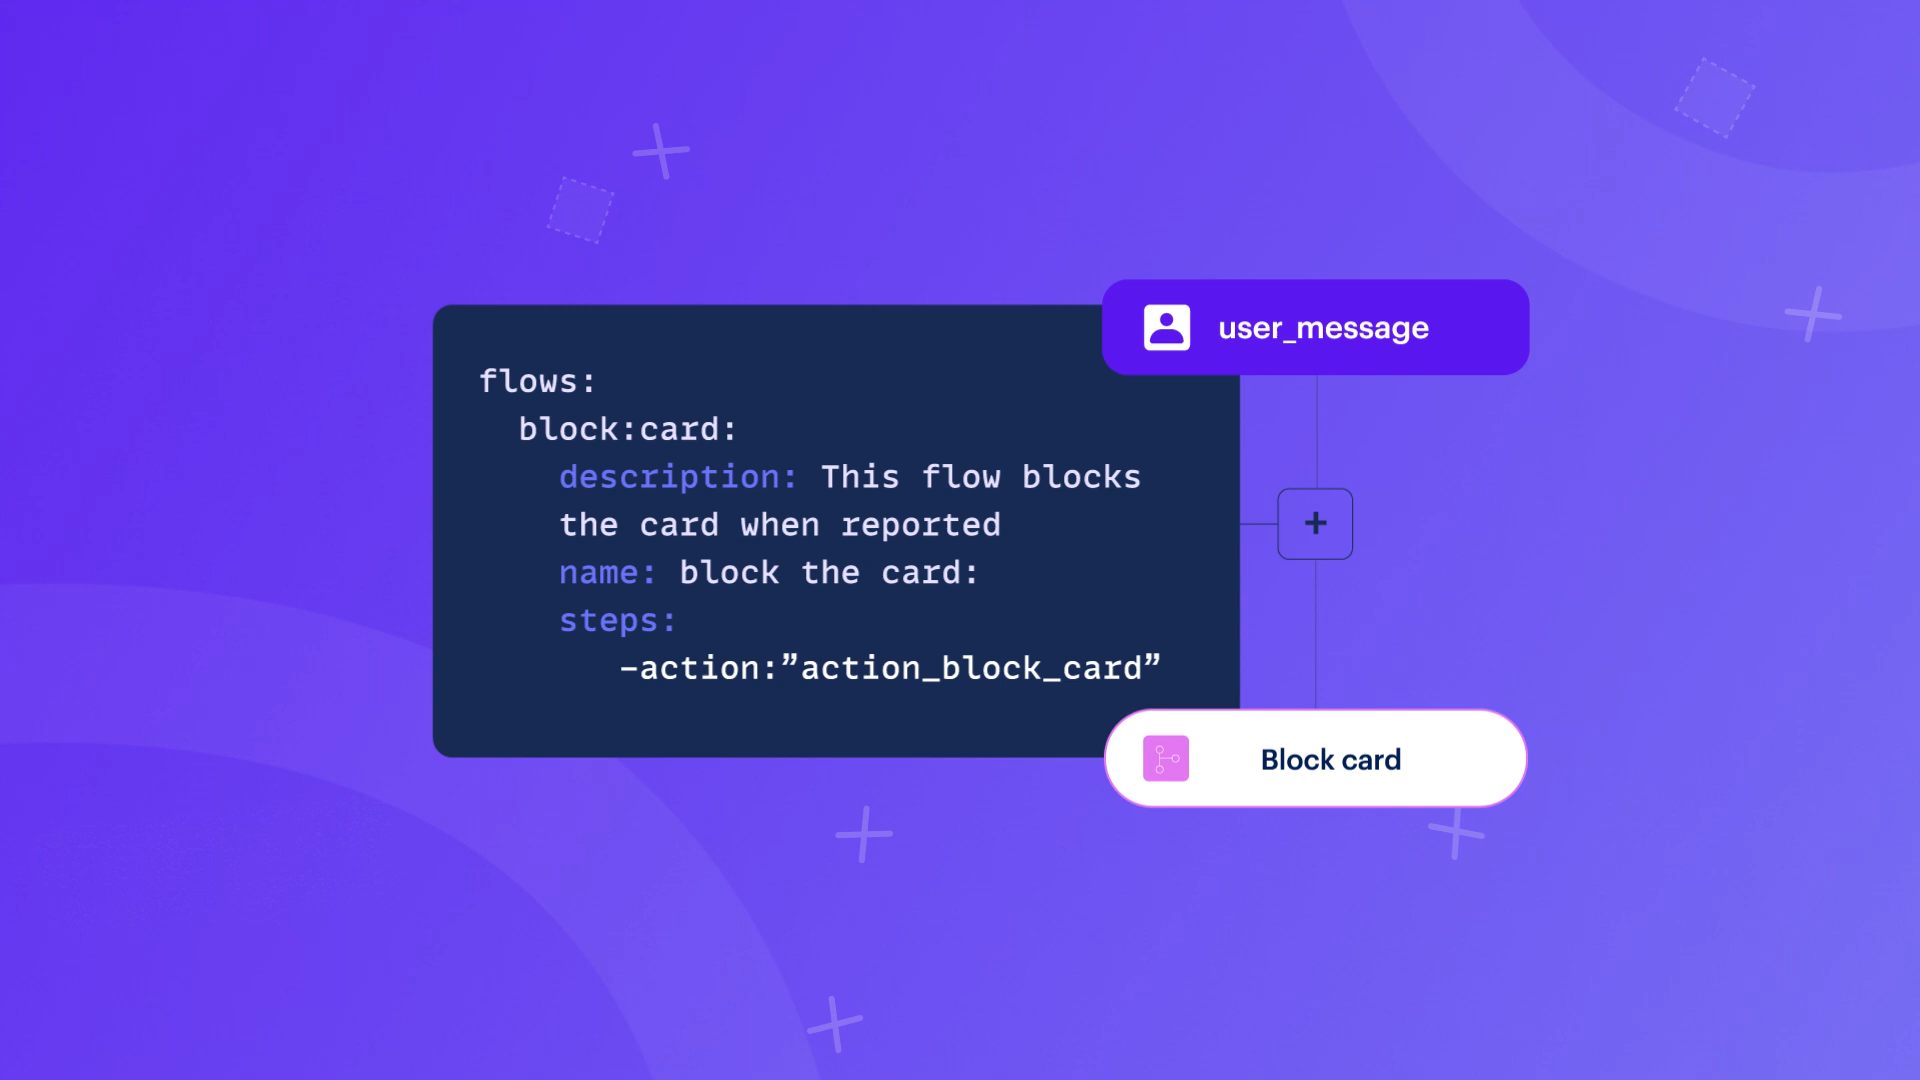 user_message
flows:
block:card:
description: This flow blocks
the card when reported
name: block the card:
steps:
–action:”action_block_card”
+
Block card